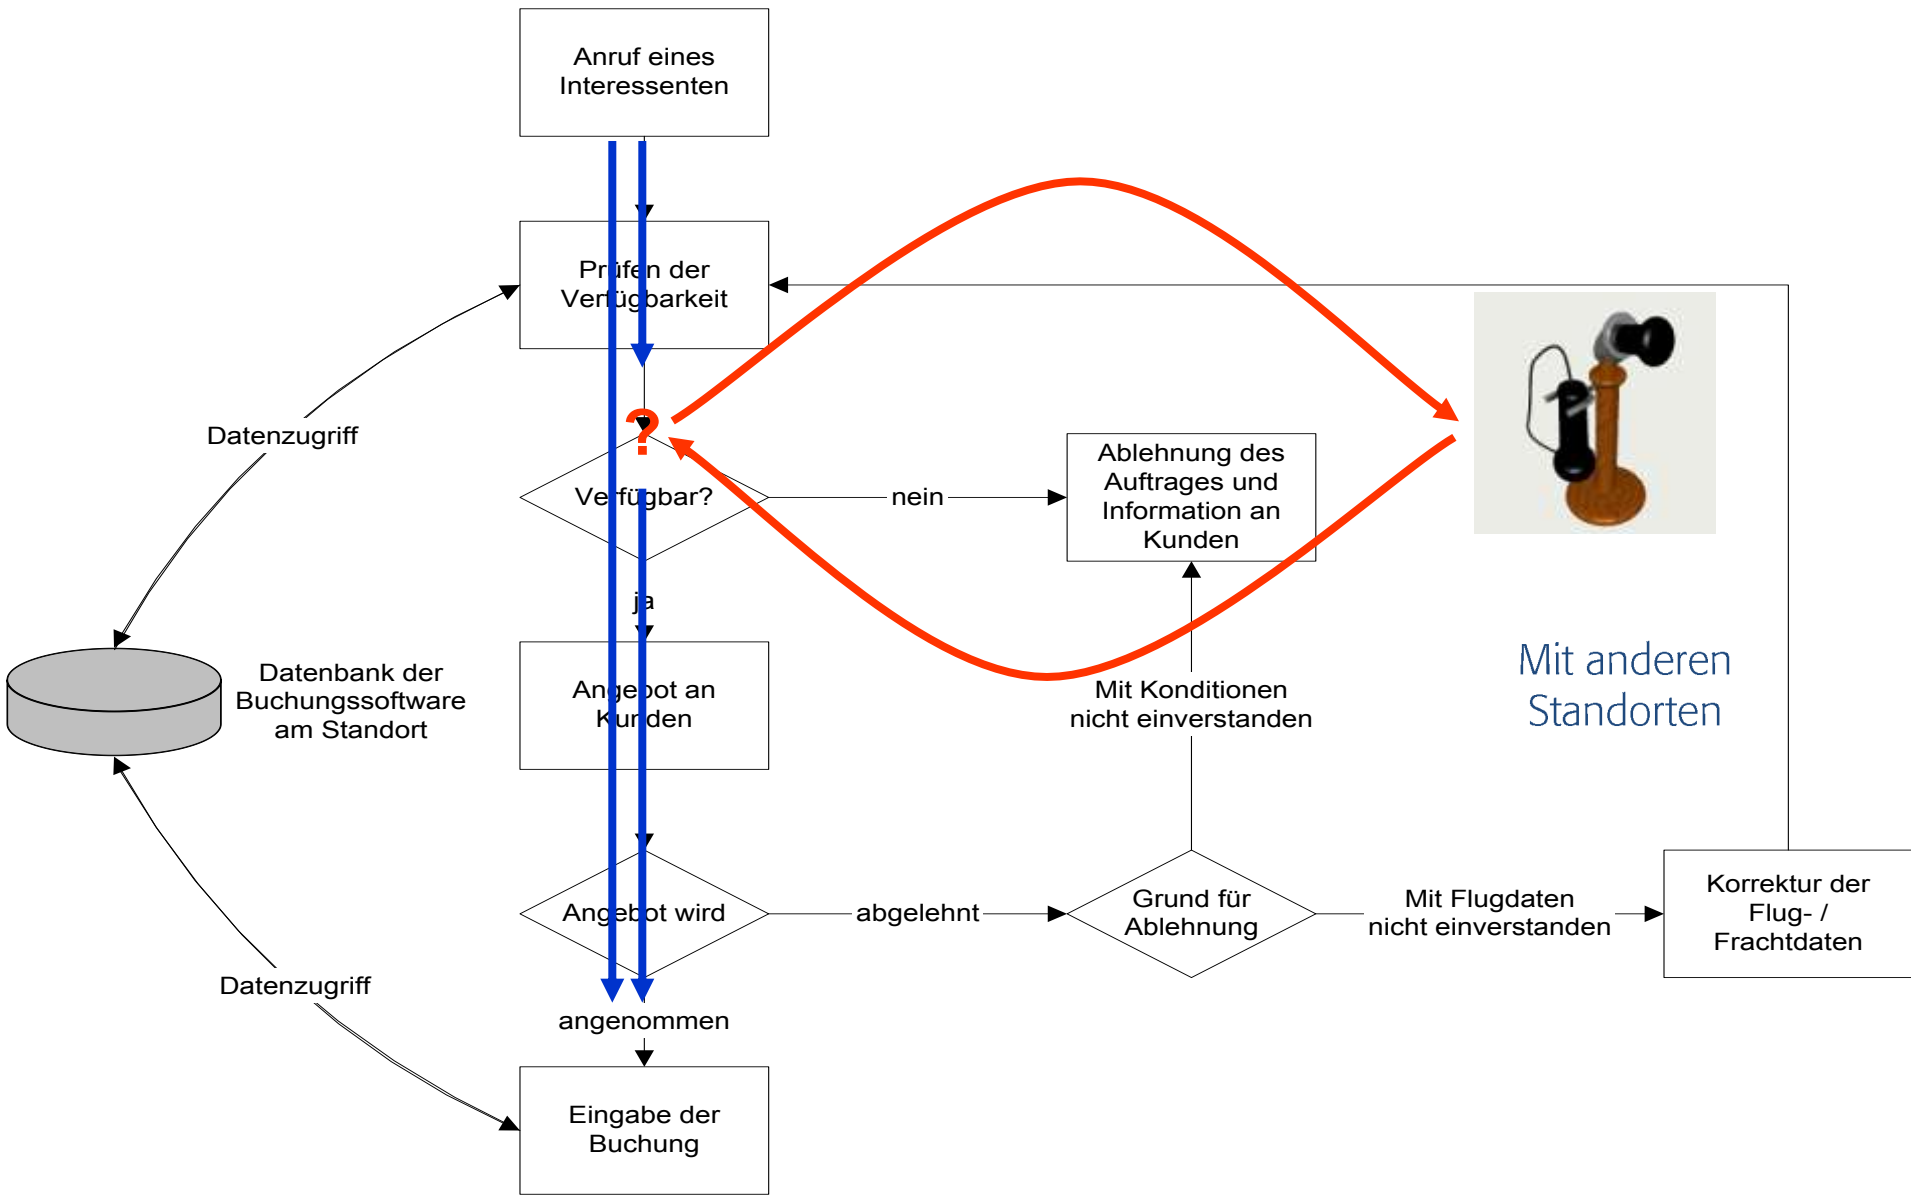 Anruf eines
Interessenten
Prüfen der
Verfügbarkeit
Datenzugriff
?
Verfügbar?
nein
Ablehnung des
Auftrages und
Information an
Kunden
ja
Datenbank der
Buchungssoftware
am Standort
Angebot an
Kunden
Mit Konditionen
nicht einverstanden
Mit anderen
Standorten
Angebot wird
abgelehnt
Grund für
Ablehnung
Mit Flugdaten
nicht einverstanden
Korrektur der
Flug- /
Frachtdaten
Datenzugriff
angenommen
Eingabe der
Buchung